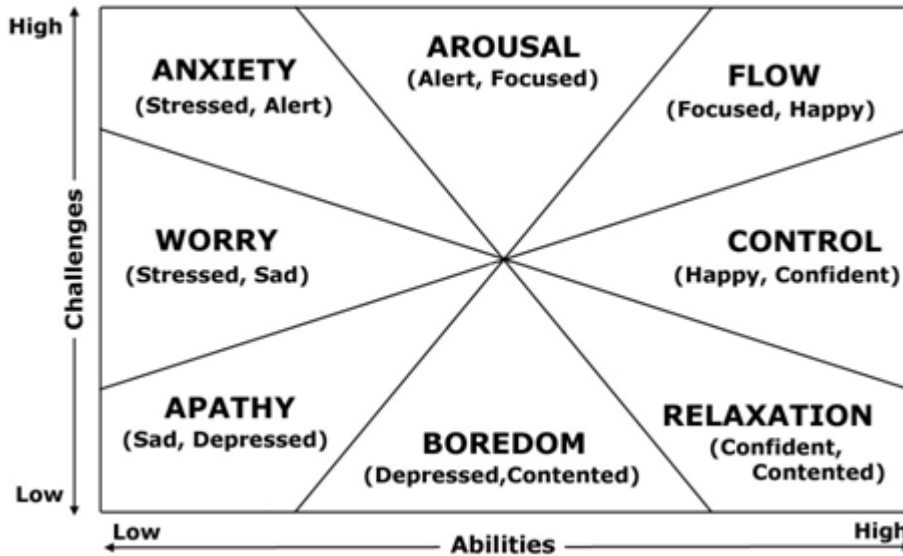 High
ANXIETY
(Stressed, Alert)
AROUSAL
(Alert, Focused)
FLOW
(Focused, Happy)
Challenges
WORRY
(Stressed, Sad)
CONTROL
(Happy, Confident)
APATHY
(Sad, Depressed)
BOREDOM
(Depressed,Contented)
RELAXATION
(Confident,
Contented)
Low
Low
Abilities
High